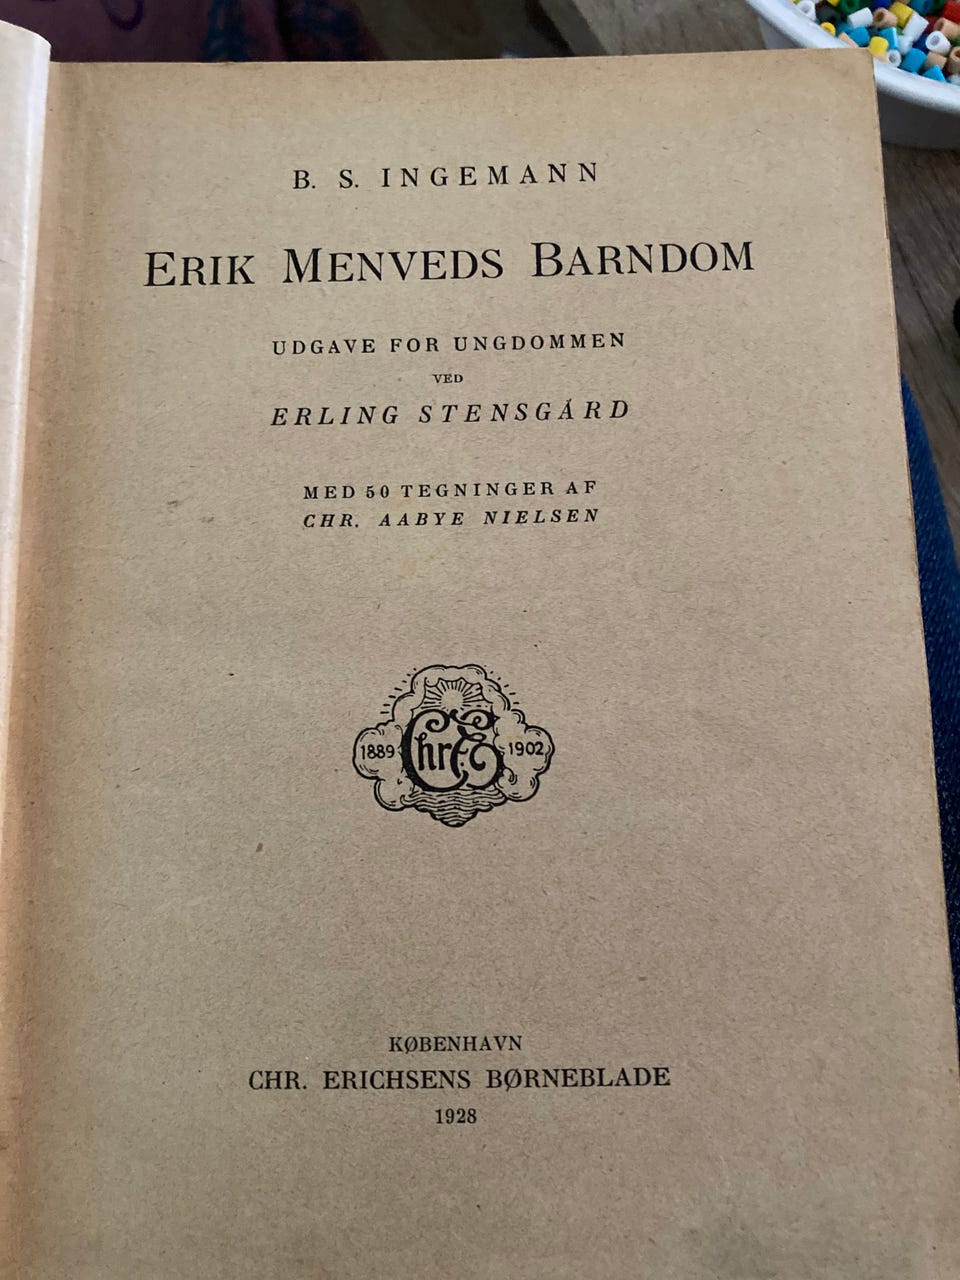 B. S. INGEMANN
ERIK MENVEDS BARNDOM
UDGAVE FOR UNGDOMMEN
VED
ERLING STENSGÅRD
MED 50 TEGNINGER AF
CHR. AABYE NIELSEN
1889 Chr. E 1902
KØBENHAVN
CHR. ERICHSENS BØRNEBLADE
1928